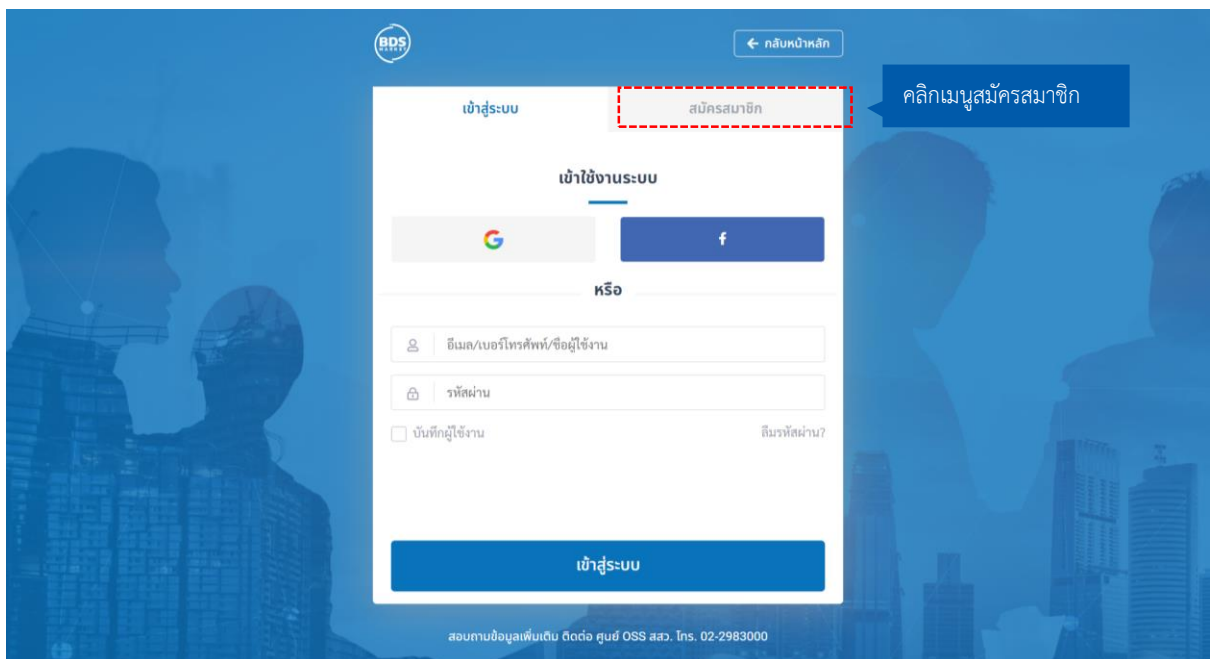 BDS
MARKET
← กลับหน้าหลัก
เข้าสู่ระบบ
สมัครสมาชิก
คลิกเมนูสมัครสมาชิก
เข้าใช้งานระบบ
G
f
หรือ
อีเมล/เบอร์โทรศัพท์/ชื่อผู้ใช้งาน
รหัสผ่าน
บันทึกผู้ใช้งาน
ลืมรหัสผ่าน?
เข้าสู่ระบบ
สอบถามข้อมูลเพิ่มเติม ติดต่อ ศูนย์ OSS สสว. โทร. 02-2983000